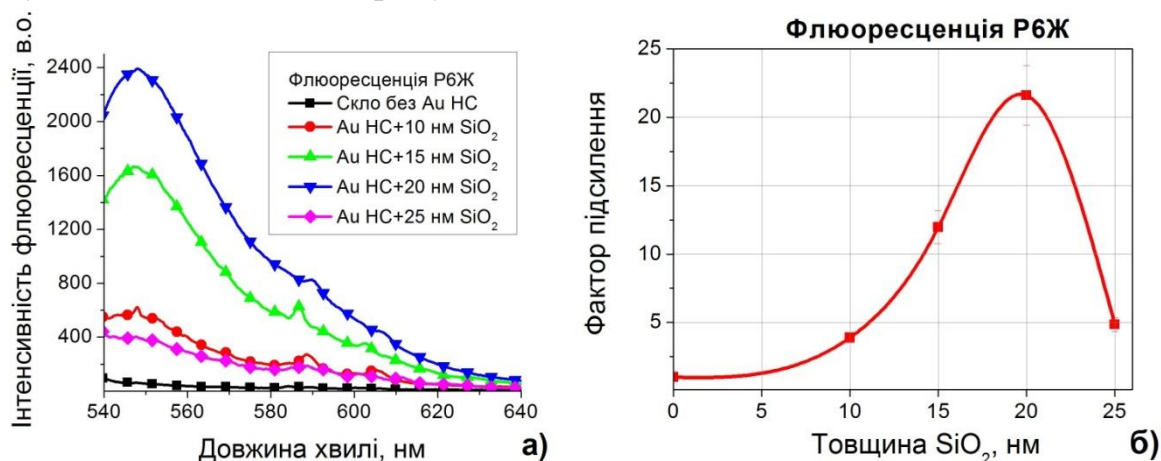 Інтенсивність флюоресценції, в.о.
2400
2000
1600
1200
800
400
540 560 580 600 620 640
Довжина хвилі, нм
а)
Флюоресценція Р6Ж
Скло без Au НС
Au НС+10 нм SiO₂
Au НС+15 нм SiO₂
Au НС+20 нм SiO₂
Au НС+25 нм SiO₂
Флюоресценція Р6Ж
Фактор підсилення
25
20
15
10
5
0 5 10 15 20 25
Товщина SiO₂, нм
б)